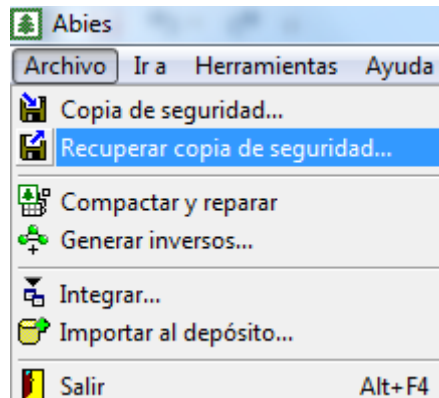 Abies
Archivo Ir a Herramientas Ayuda
Copia de seguridad...
Recuperar copia de seguridad...
Compactar y reparar
Generar inversos...
Integrar...
Importar al depósito...
Salir Alt+F4